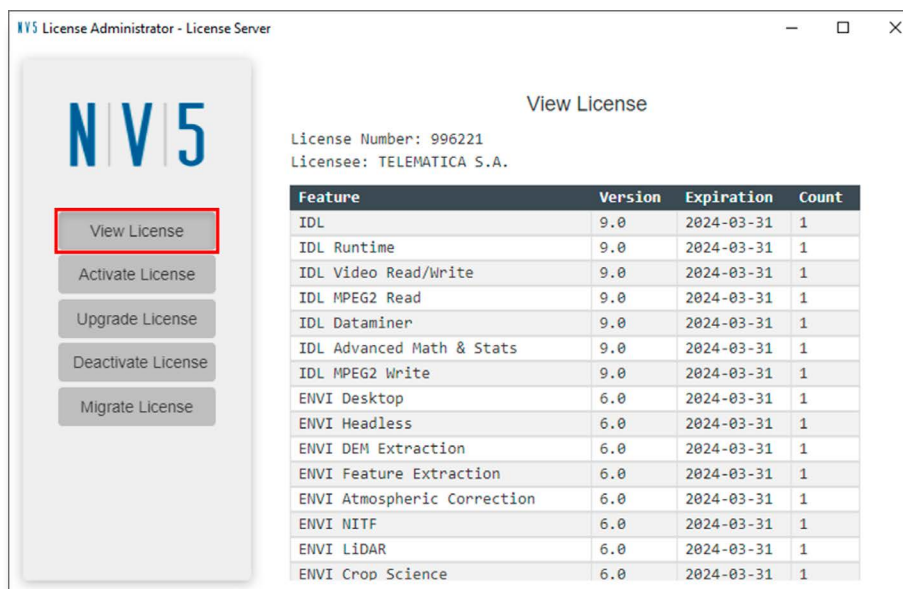 NV5 License Administrator - License Server
N V 5
View License
Activate License
Upgrade License
Deactivate License
Migrate License
View License
License Number: 996221
Licensee: TELEMATICA S.A.
Feature Version Expiration Count
IDL 9.0 2024-03-31 1
IDL Runtime 9.0 2024-03-31 1
IDL Video Read/Write 9.0 2024-03-31 1
IDL MPEG2 Read 9.0 2024-03-31 1
IDL Dataminer 9.0 2024-03-31 1
IDL Advanced Math & Stats 9.0 2024-03-31 1
IDL MPEG2 Write 9.0 2024-03-31 1
ENVI Desktop 6.0 2024-03-31 1
ENVI Headless 6.0 2024-03-31 1
ENVI DEM Extraction 6.0 2024-03-31 1
ENVI Feature Extraction 6.0 2024-03-31 1
ENVI Atmospheric Correction 6.0 2024-03-31 1
ENVI NITF 6.0 2024-03-31 1
ENVI LiDAR 6.0 2024-03-31 1
ENVI Crop Science 6.0 2024-03-31 1